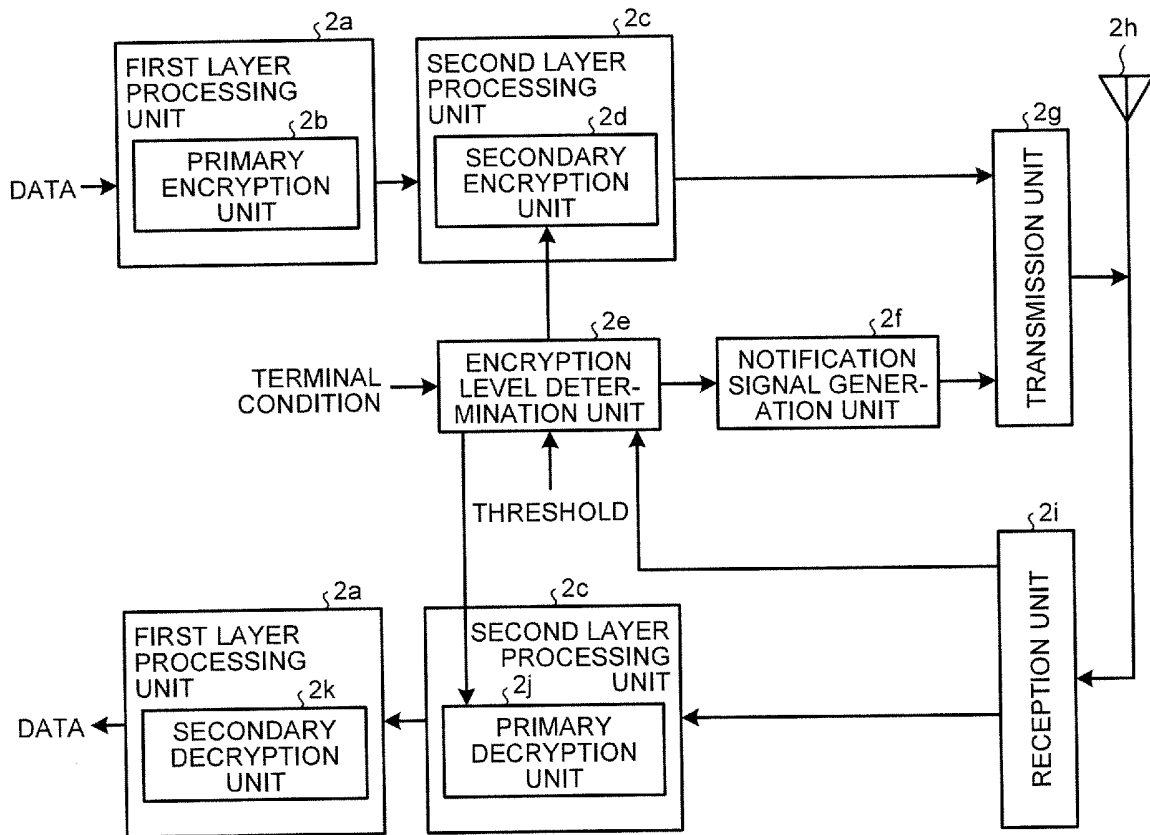 2a
FIRST LAYER
PROCESSING
UNIT
2b
PRIMARY
ENCRYPTION
UNIT
DATA
2c
SECOND LAYER
PROCESSING
UNIT
2d
SECONDARY
ENCRYPTION
UNIT
2h
2g
TRANSMISSION UNIT
TERMINAL
CONDITION
2e
ENCRYPTION
LEVEL DETER-
MINATION UNIT
2f
NOTIFICATION
SIGNAL GENER-
ATION UNIT
THRESHOLD
2i
RECEPTION UNIT
2a
FIRST LAYER
PROCESSING
UNIT
2k
SECONDARY
DECRYPTION
UNIT
DATA
2c
SECOND LAYER
PROCESSING
UNIT
2j
PRIMARY
DECRYPTION
UNIT